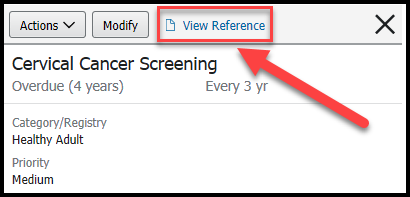 Actions Modify View Reference
Cervical Cancer Screening
Overdue (4 years) Every 3 yr
Category/Registry
Healthy Adult
Priority
Medium